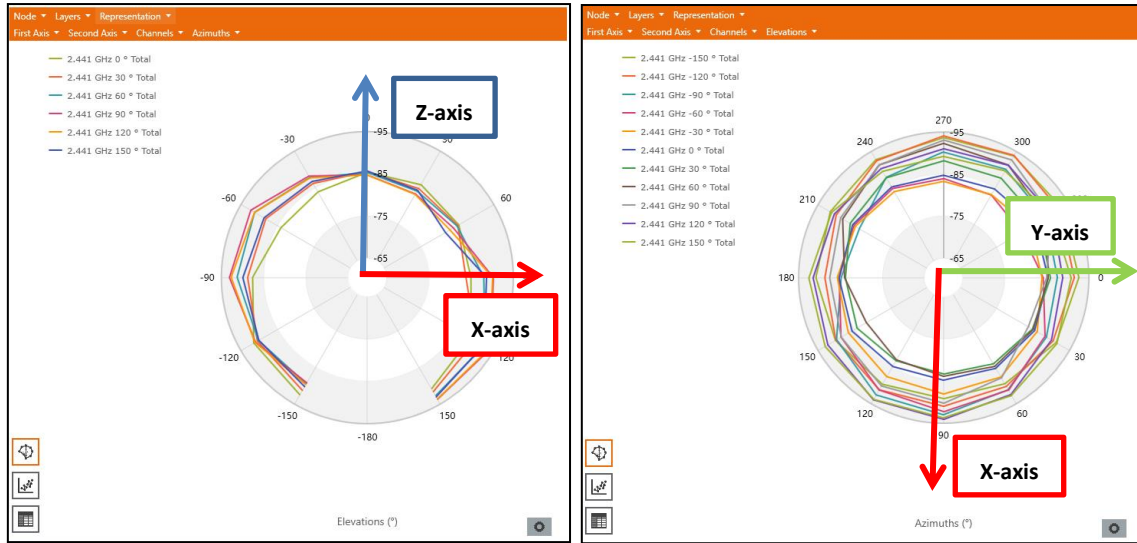 Node Layers Representation
First Axis Second Axis Channels Azimuths
2.441 GHz 0 ° Total
2.441 GHz 30 ° Total
2.441 GHz 60 ° Total
2.441 GHz 90 ° Total
2.441 GHz 120 ° Total
2.441 GHz 150 ° Total
Z-axis
X-axis
-30
30
-60
60
-90
-120
120
-150
150
-180
-95
-85
-75
-65
Elevations (°)
Node Layers Representation
First Axis Second Axis Channels Elevations
2.441 GHz -150 ° Total
2.441 GHz -120 ° Total
2.441 GHz -90 ° Total
2.441 GHz -60 ° Total
2.441 GHz -30 ° Total
2.441 GHz 0 ° Total
2.441 GHz 30 ° Total
2.441 GHz 60 ° Total
2.441 GHz 90 ° Total
2.441 GHz 120 ° Total
2.441 GHz 150 ° Total
270
240
300
210
180
0
150
30
120
60
90
-95
-85
-75
-65
Y-axis
X-axis
Azimuths (°)